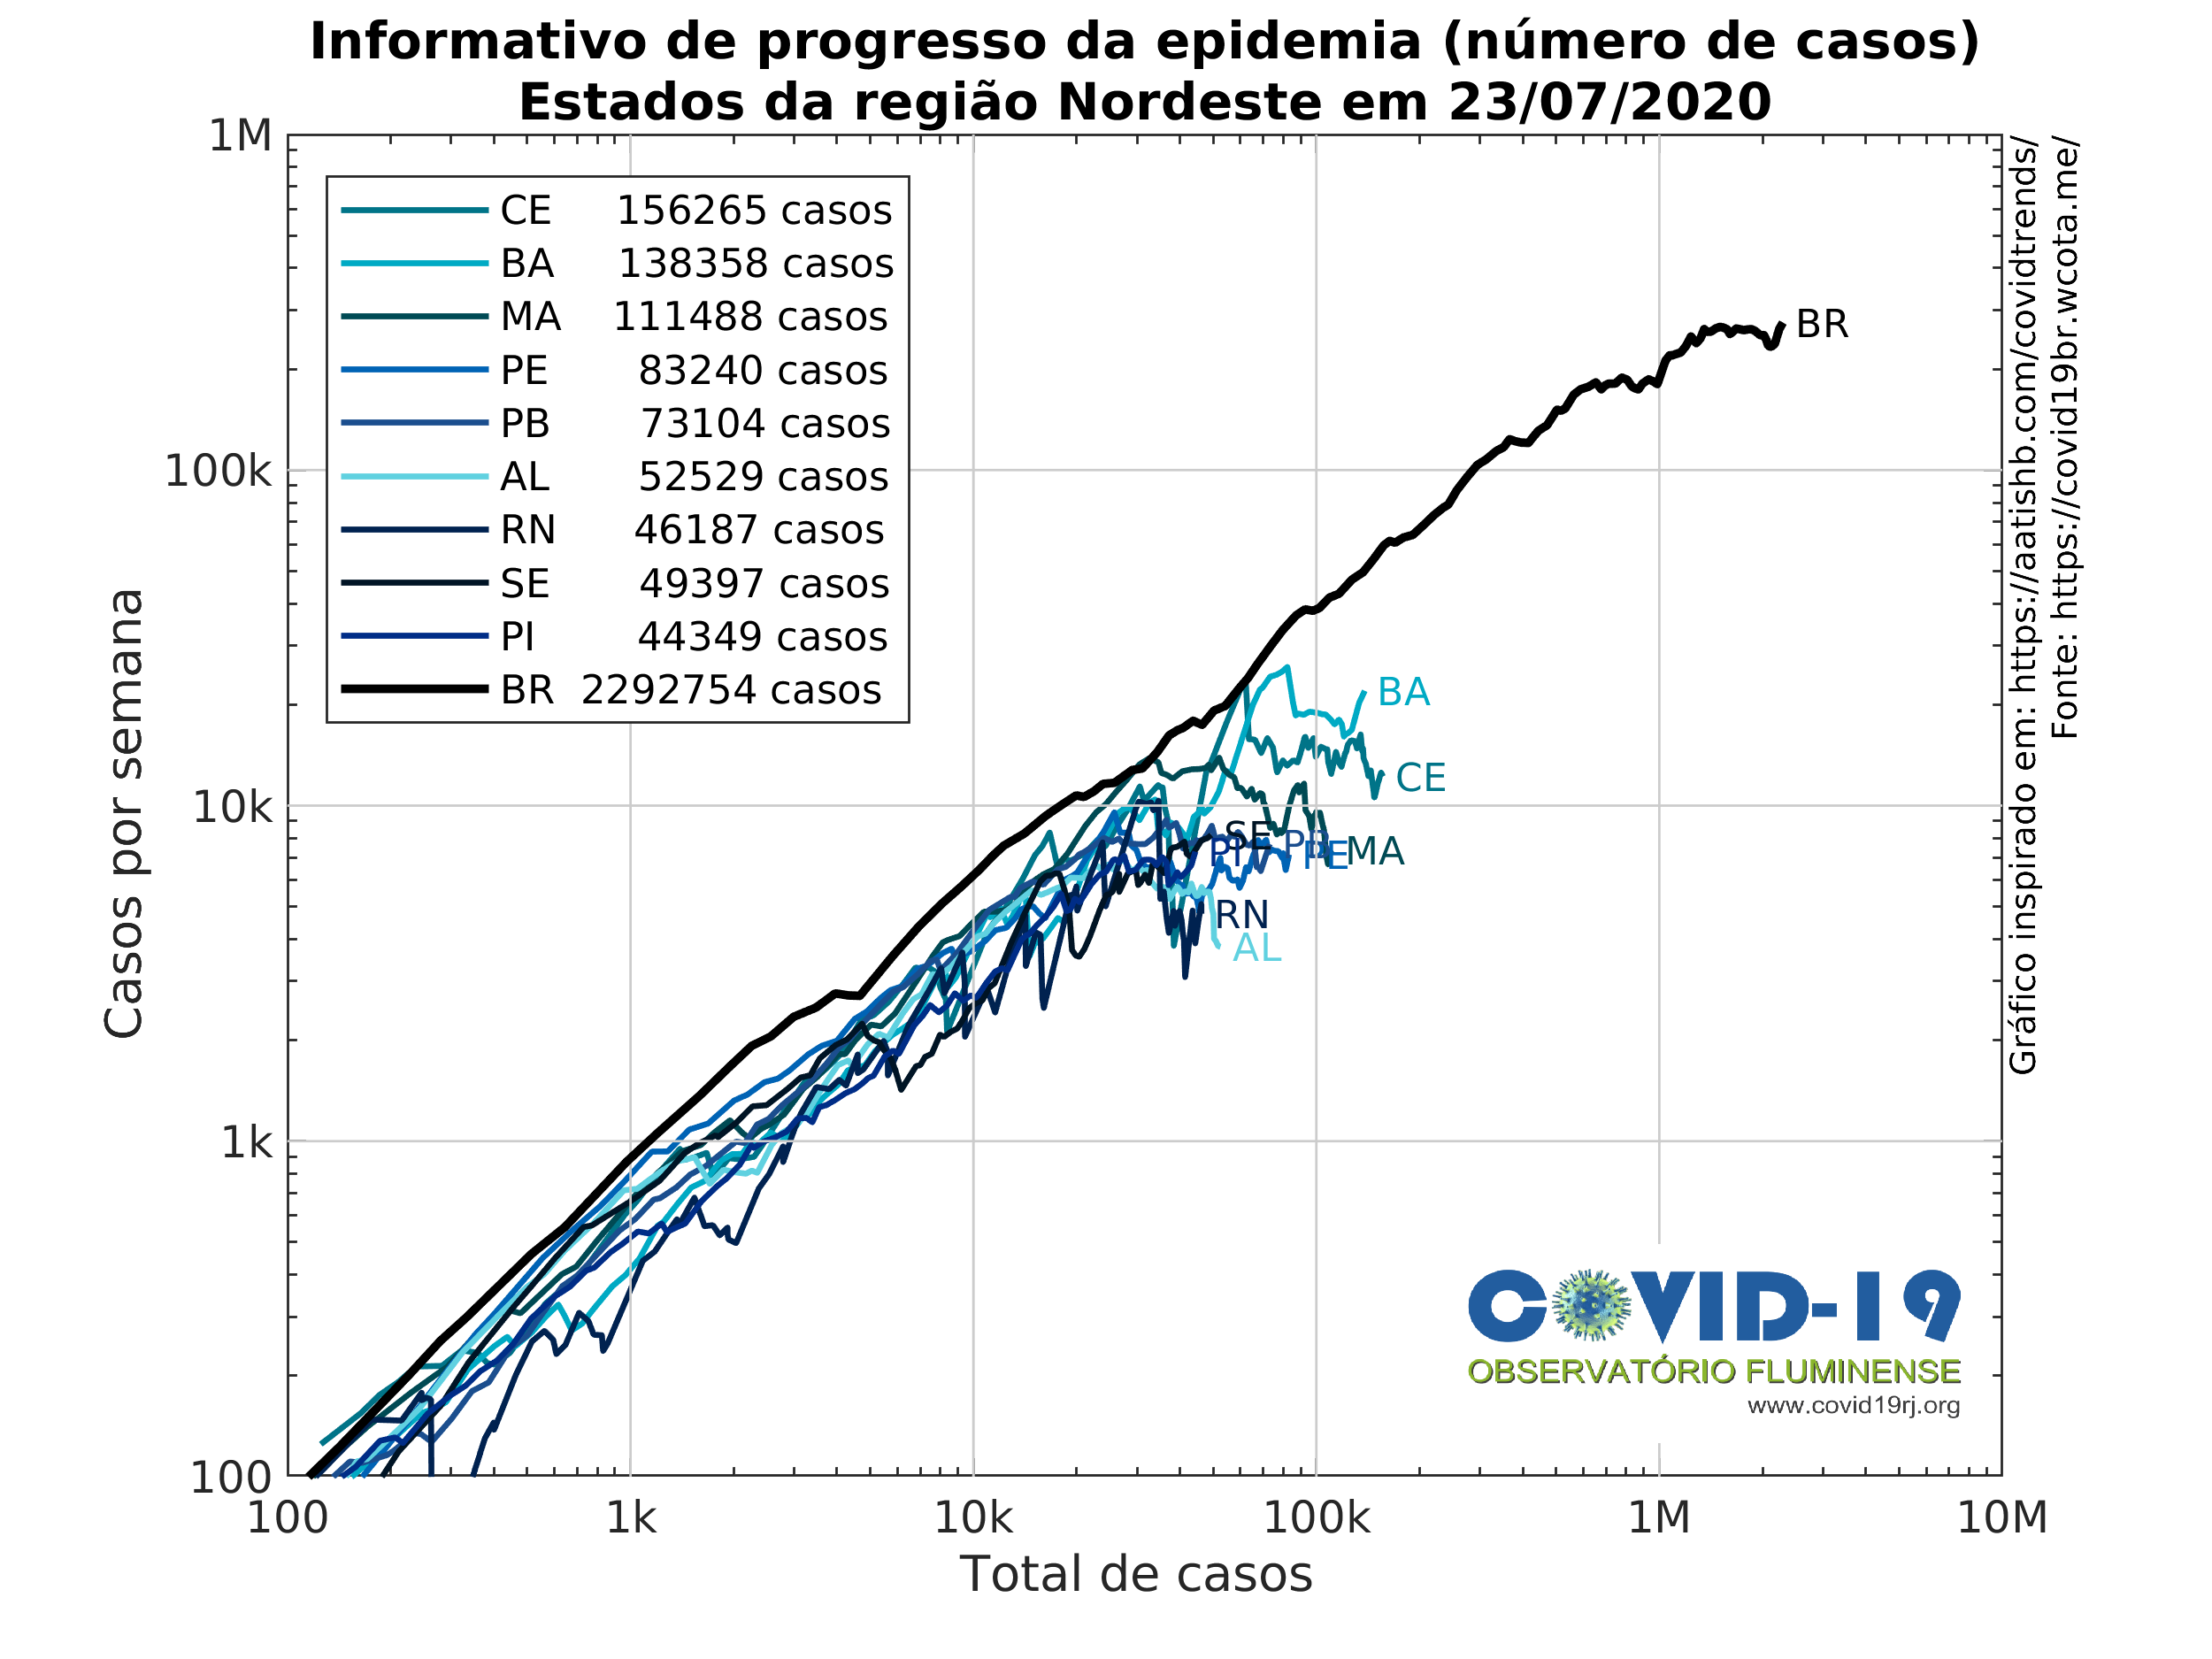 Informativo de progresso da epidemia (número de casos)
Estados da região Nordeste em 23/07/2020
1M
100k
10k
1k
100
Casos por semana
CE 156265 casos
BA 138358 casos
MA 111488 casos
PE 83240 casos
PB 73104 casos
AL 52529 casos
RN 46187 casos
SE 49397 casos
PI 44349 casos
BR 2292754 casos
BR
BA
CE
SE
PI
PB
PE
MA
RN
AL
Gráfico inspirado em: https://aatishb.com/covidtrends/
Fonte: https://covid19br.wcota.me/
COVID-19
OBSERVATÓRIO FLUMINENSE
www.covid19rj.org
100
1k
10k
100k
1M
10M
Total de casos